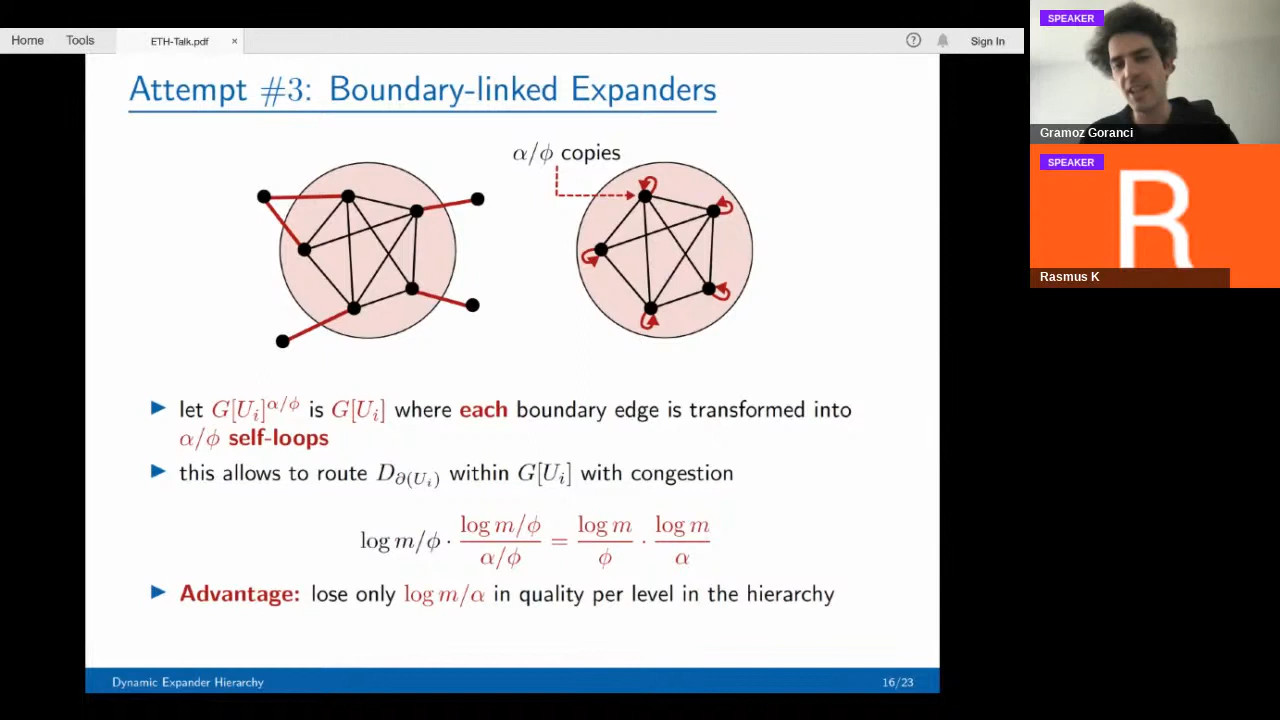 Home Tools ETH-Talk.pdf × ? Sign In
Attempt #3: Boundary-linked Expanders
α/ϕ copies
▶ let G[U_i]^{α/ϕ} is G[U_i] where each boundary edge is transformed into
α/ϕ self-loops
▶ this allows to route D_{∂(U_i)} within G[U_i] with congestion
log m/ϕ · \frac{log m/ϕ}{α/ϕ} = \frac{log m}{ϕ} · \frac{log m}{α}
▶ Advantage: lose only log m/α in quality per level in the hierarchy
Dynamic Expander Hierarchy 16/23
SPEAKER
Gramoz Goranci
SPEAKER
R
Rasmus K